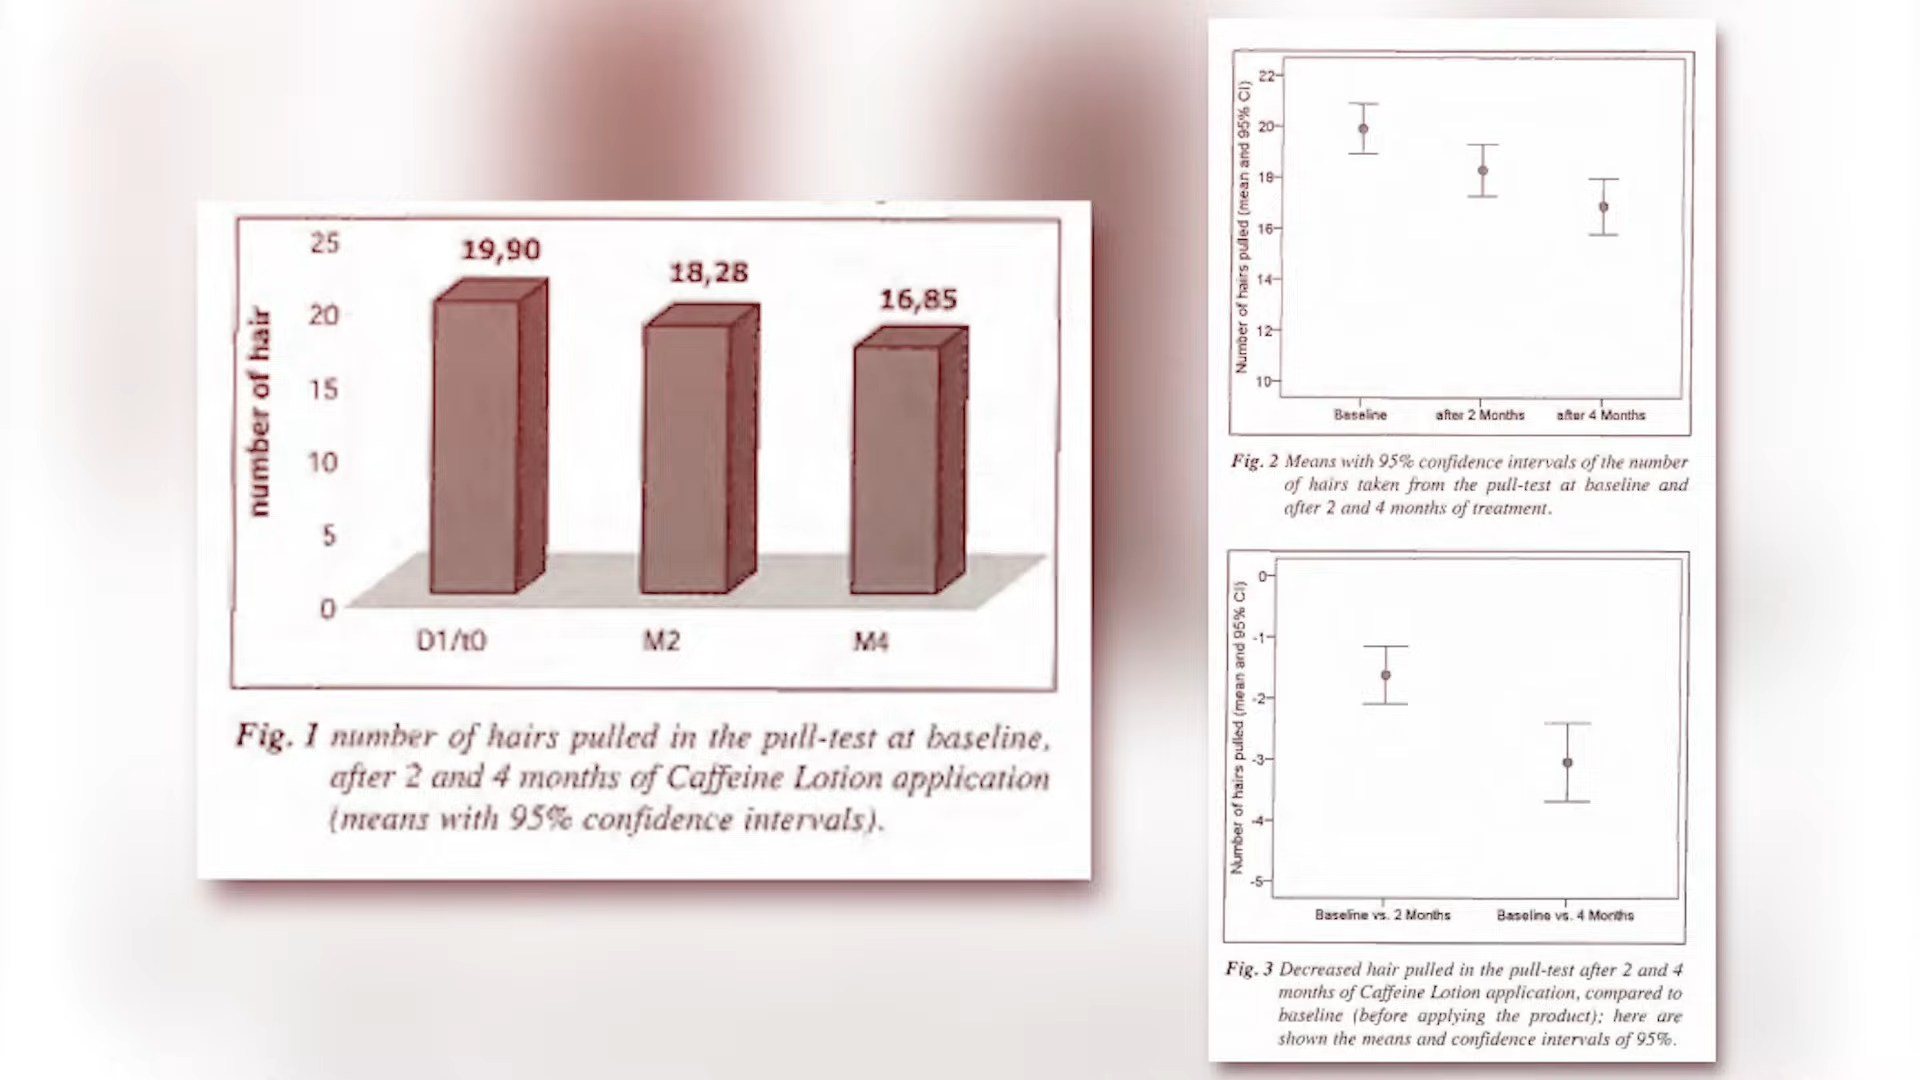 25
20
15
10
5
0
number of hair
19,90
18,28
16,85
D1/t0
M2
M4
Fig. 1 number of hairs pulled in the pull-test at baseline,
after 2 and 4 months of Caffeine Lotion application
(means with 95% confidence intervals).
Number of hairs pulled (mean and 95% CI)
22
20
18
16
14
12
10
Baseline
after 2 Months
after 4 Months
Fig. 2 Means with 95% confidence intervals of the number
of hairs taken from the pull-test at baseline and
after 2 and 4 months of treatment.
Number of hairs pulled (mean and 95% CI)
0
-1
-2
-3
-4
-5
Baseline vs. 2 Months
Baseline vs. 4 Months
Fig. 3 Decreased hair pulled in the pull-test after 2 and 4
months of Caffeine Lotion application, compared to
baseline (before applying the product); here are
shown the means and confidence intervals of 95%.